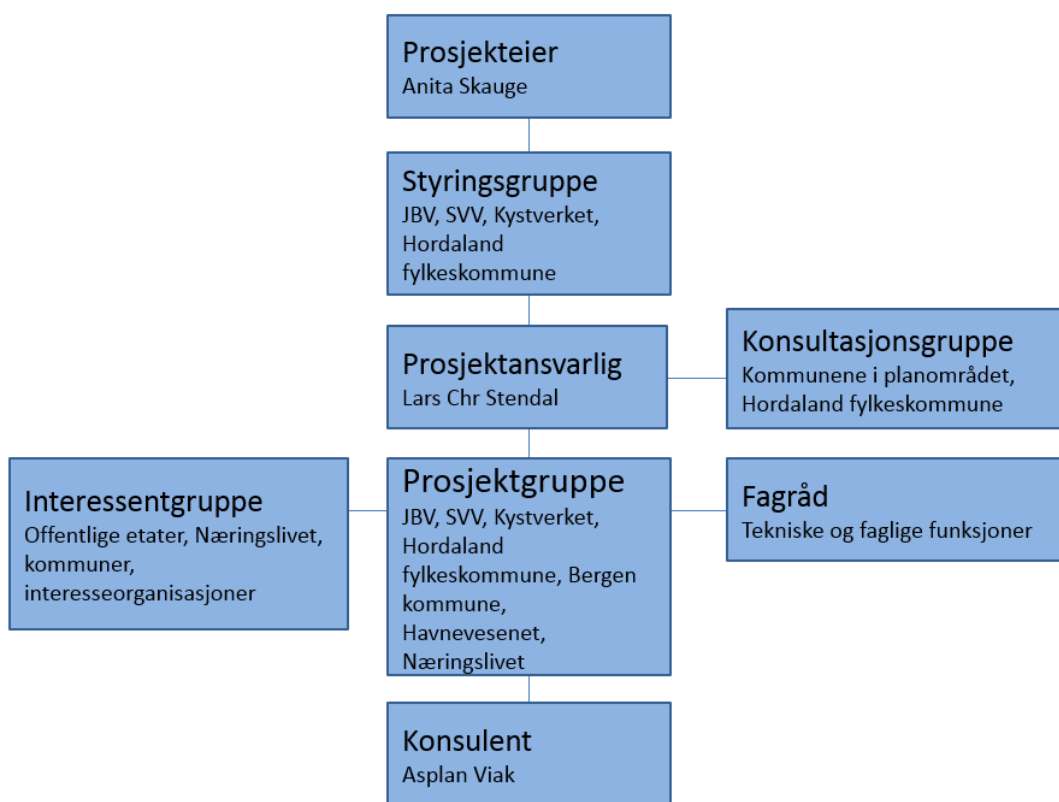 Prosjekteier
Anita Skauge
Styringsgruppe
JBV, SVV, Kystverket,
Hordaland
fylkeskommune
Prosjektansvarlig
Lars Chr Stendal
Konsultasjonsgruppe
Kommunene i planområdet,
Hordaland fylkeskommune
Interessentgruppe
Offentlige etater, Næringslivet,
kommuner,
interesseorganisasjoner
Prosjektgruppe
JBV, SVV, Kystverket,
Hordaland
fylkeskommune, Bergen
kommune,
Havnevesenet,
Næringslivet
Fagråd
Tekniske og faglige funksjoner
Konsulent
Asplan Viak